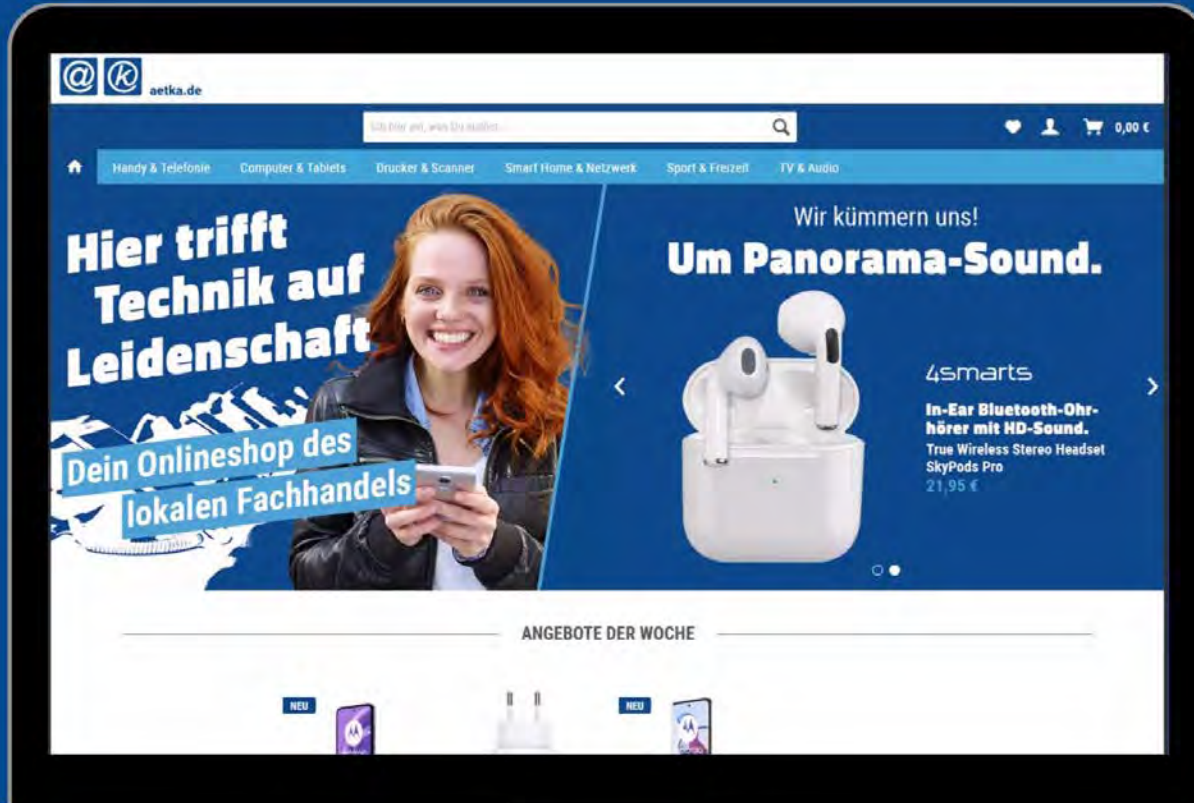 @ k aetka.de
0,00 €
Handy & Telefonie Computer & Tablets Drucker & Scanner Smart Home & Netzwerk Sport & Freizeit TV & Audio
Hier trifft
Technik auf
Leidenschaft
Dein Onlineshop des
lokalen Fachhandels
Wir kümmern uns!
Um Panorama-Sound.
4smarts
In-Ear Bluetooth-Ohr-
hörer mit HD-Sound.
True Wireless Stereo Headset
SkyPods Pro
21,95 €
ANGEBOTE DER WOCHE
NEU
NEU